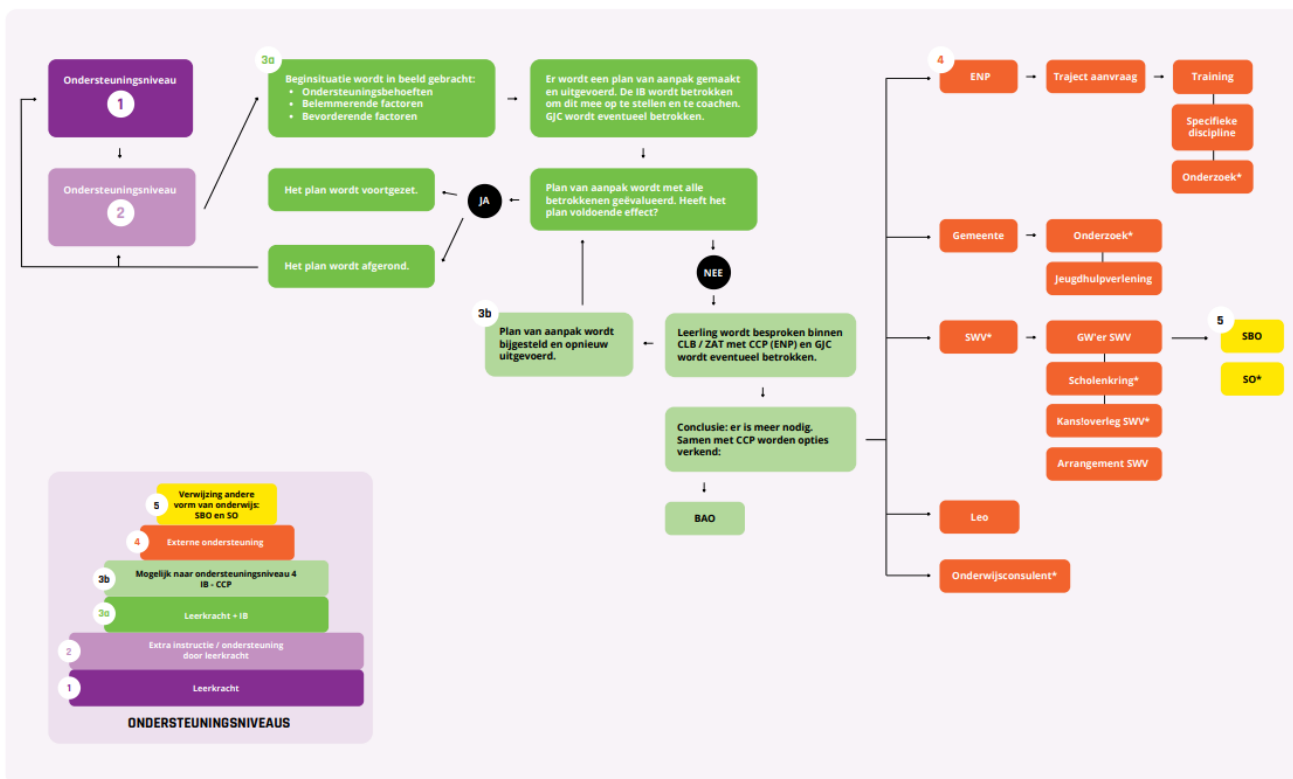 Ondersteuningsniveau
1
Ondersteuningsniveau
2
3a
Beginsituatie wordt in beeld gebracht:
• Ondersteuningsbehoeften
• Belemmerende factoren
• Bevorderende factoren
Er wordt een plan van aanpak gemaakt
en uitgevoerd. De IB wordt betrokken
om dit mee op te stellen en te coachen.
GJC wordt eventueel betrokken.
Het plan wordt voortgezet.
JA
Plan van aanpak wordt met alle
betrokkenen geëvalueerd. Heeft het
plan voldoende effect?
Het plan wordt afgerond.
NEE
3b
Plan van aanpak wordt
bijgesteld en opnieuw
uitgevoerd.
Leerling wordt besproken binnen
CLB / ZAT met CCP (ENP) en GJC
wordt eventueel betrokken.
Conclusie: er is meer nodig.
Samen met CCP worden opties
verkend:
BAO
4
ENP
Traject aanvraag
Training
Specifieke
discipline
Onderzoek*
Gemeente
Onderzoek*
Jeugdhulpverlening
SWV*
GW'er SWV
Scholenkring*
Kans!overleg SWV*
Arrangement SWV
5
SBO
SO*
Leo
Onderwijsconsulent*
5
Verwijzing andere
vorm van onderwijs:
SBO en SO
4
Externe ondersteuning
3b
Mogelijk naar ondersteuningsniveau 4
IB - CCP
3a
Leerkracht + IB
2
Extra instructie / ondersteuning
door leerkracht
1
Leerkracht
ONDERSTEUNINGSNIVEAUS